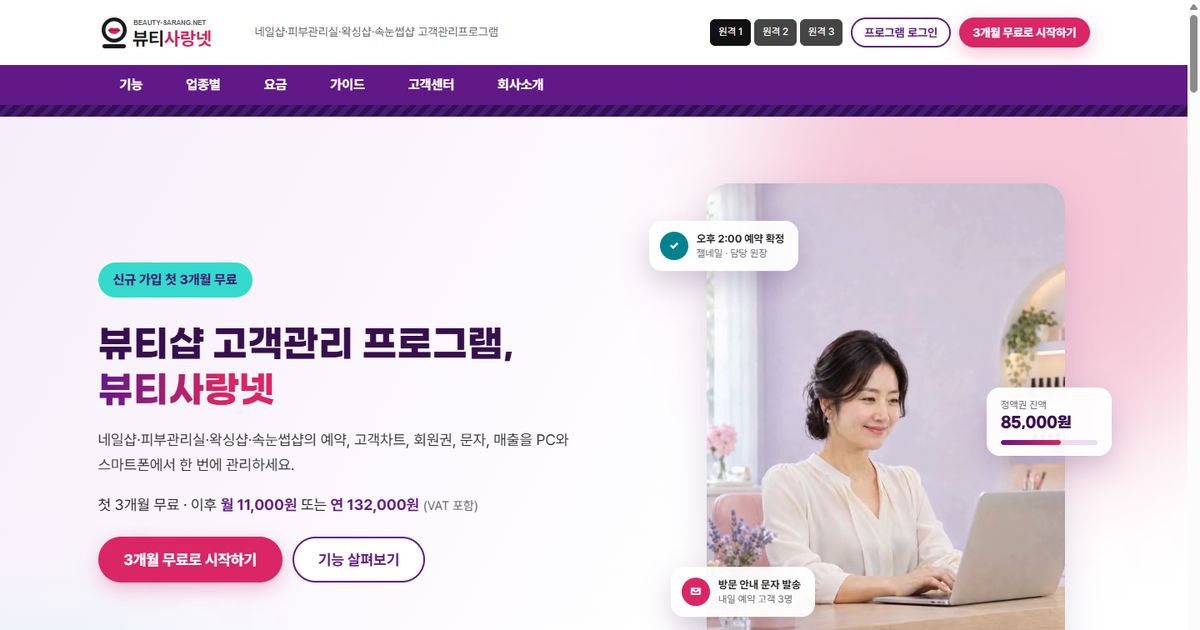 BEAUTY-SARANG.NET
뷰티사랑넷
네일샵·피부관리실·왁싱샵·속눈썹샵 고객관리프로그램
원격 1
원격 2
원격 3
프로그램 로그인
3개월 무료로 시작하기
기능
업종별
요금
가이드
고객센터
회사소개
신규 가입 첫 3개월 무료
뷰티샵 고객관리 프로그램,
뷰티사랑넷
네일샵·피부관리실·왁싱샵·속눈썹샵의 예약, 고객차트, 회원권, 문자, 매출을 PC와
스마트폰에서 한 번에 관리하세요.
첫 3개월 무료 · 이후 월 11,000원 또는 연 132,000원 (VAT 포함)
3개월 무료로 시작하기
기능 살펴보기
오후 2:00 예약 확정
젤네일 · 담당 원장
정액권 잔액
85,000원
방문 안내 문자 발송
내일 예약 고객 3명